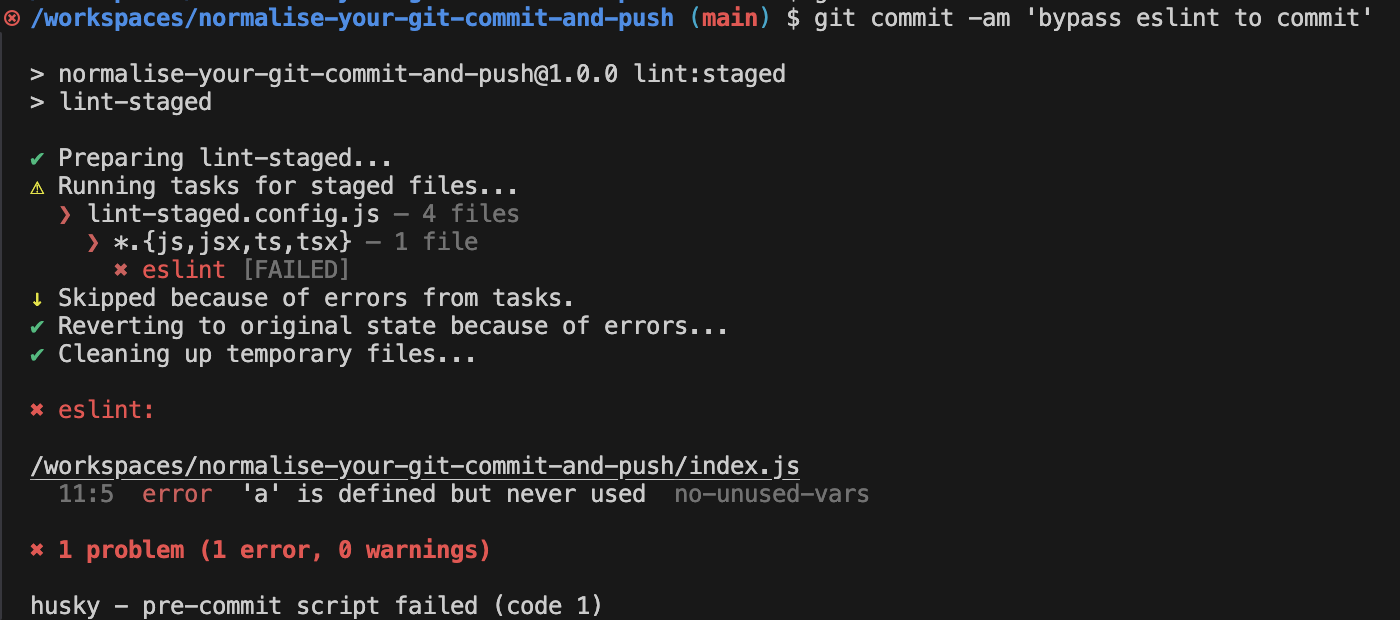 /workspaces/normalise-your-git-commit-and-push (main) $ git commit -am 'bypass eslint to commit'
> normalise-your-git-commit-and-push@1.0.0 lint:staged
> lint-staged
✔ Preparing lint-staged...
⚠ Running tasks for staged files...
❯ lint-staged.config.js — 4 files
❯ *.{js,jsx,ts,tsx} — 1 file
✖ eslint [FAILED]
↓ Skipped because of errors from tasks.
✔ Reverting to original state because of errors...
✔ Cleaning up temporary files...
✖ eslint:
/workspaces/normalise-your-git-commit-and-push/index.js
11:5 error 'a' is defined but never used no-unused-vars
✖ 1 problem (1 error, 0 warnings)
husky - pre-commit script failed (code 1)